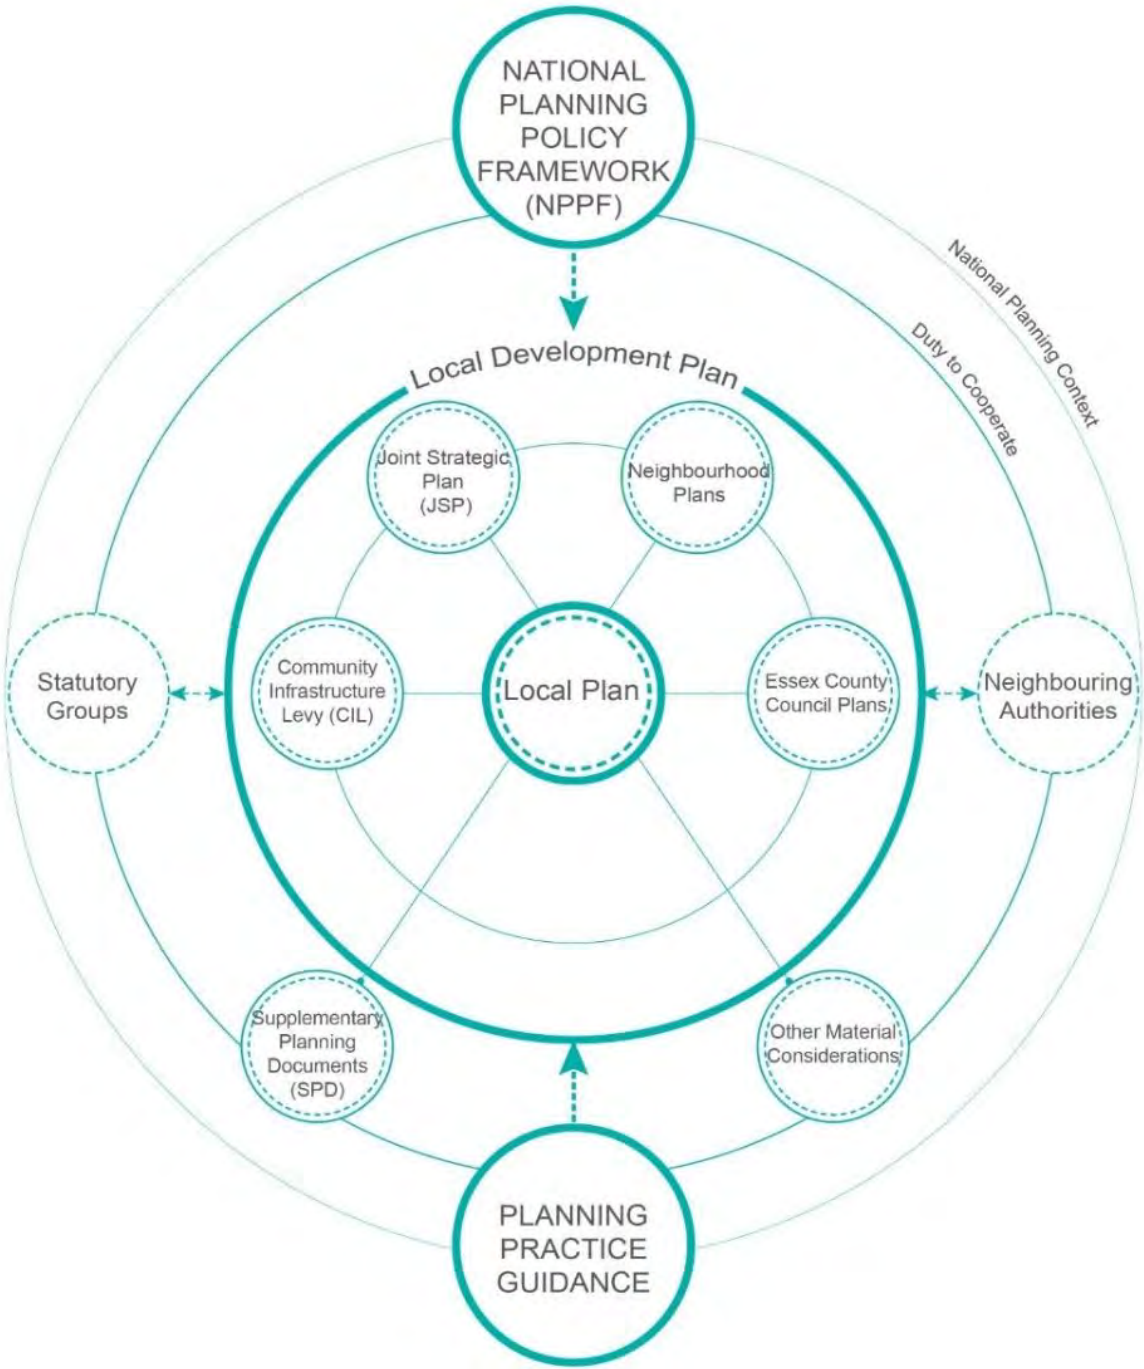 NATIONAL
PLANNING
POLICY
FRAMEWORK
(NPPF)
National Planning Context
Duty to Cooperate
Local Development Plan
Joint Strategic
Plan
(JSP)
Neighbourhood
Plans
Statutory
Groups
Community
Infrastructure
Levy (CIL)
Local Plan
Essex County
Council Plans
Neighbouring
Authorities
Supplementary
Planning
Documents
(SPD)
Other Material
Considerations
PLANNING
PRACTICE
GUIDANCE